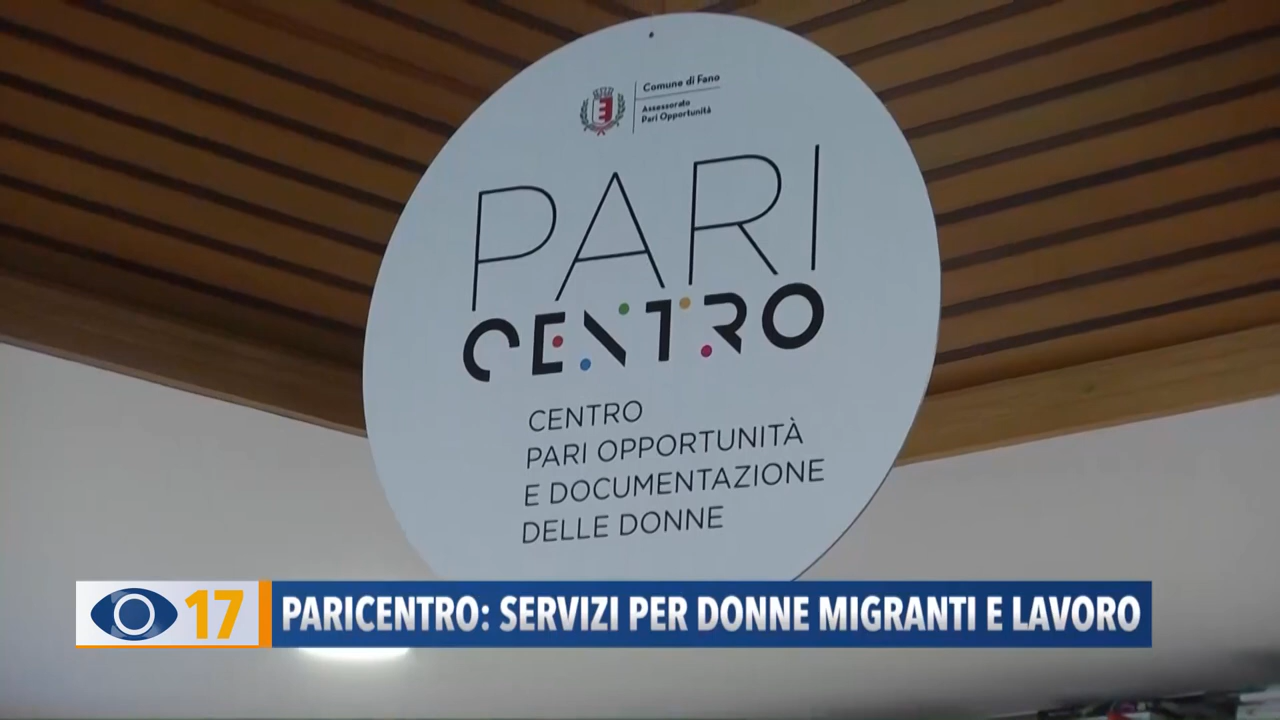 Comune di Fano
Assessorato
Pari Opportunità
PARI
CENTRO
CENTRO
PARI OPPORTUNITÀ
E DOCUMENTAZIONE
DELLE DONNE
17
PARICENTRO: SERVIZI PER DONNE MIGRANTI E LAVORO